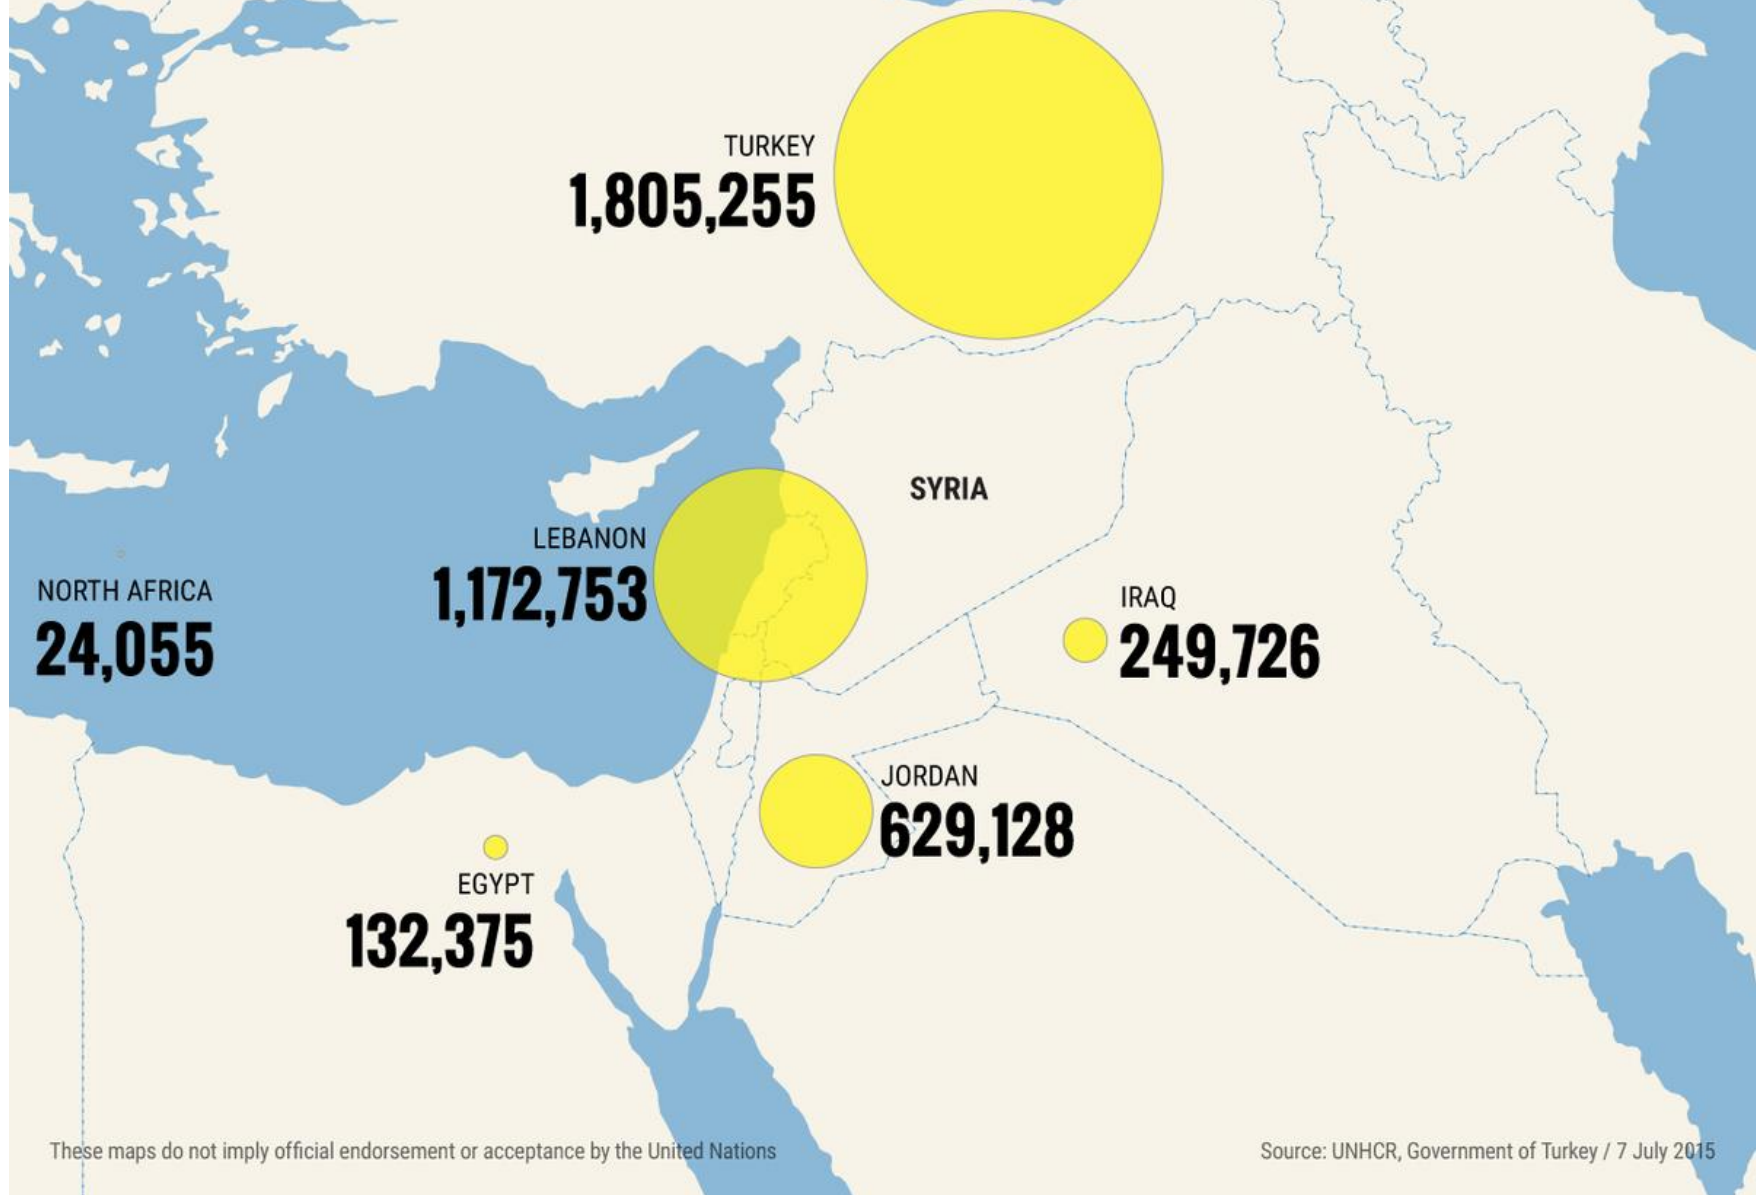 TURKEY
1,805,255
SYRIA
LEBANON
1,172,753
NORTH AFRICA
24,055
IRAQ
249,726
JORDAN
629,128
EGYPT
132,375
These maps do not imply official endorsement or acceptance by the United Nations
Source: UNHCR, Government of Turkey / 7 July 2015